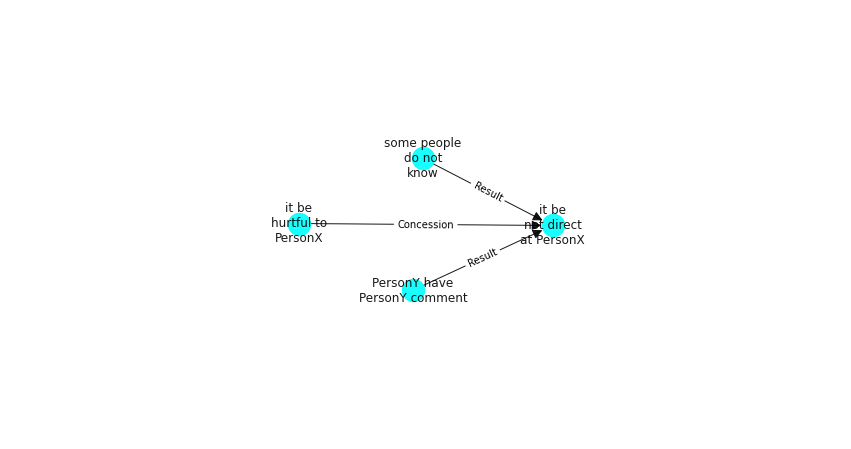 some people
do not
know
Result
it be
hurtful to
PersonX
Concession
it be
not direct
at PersonX
Result
PersonY have
PersonY comment